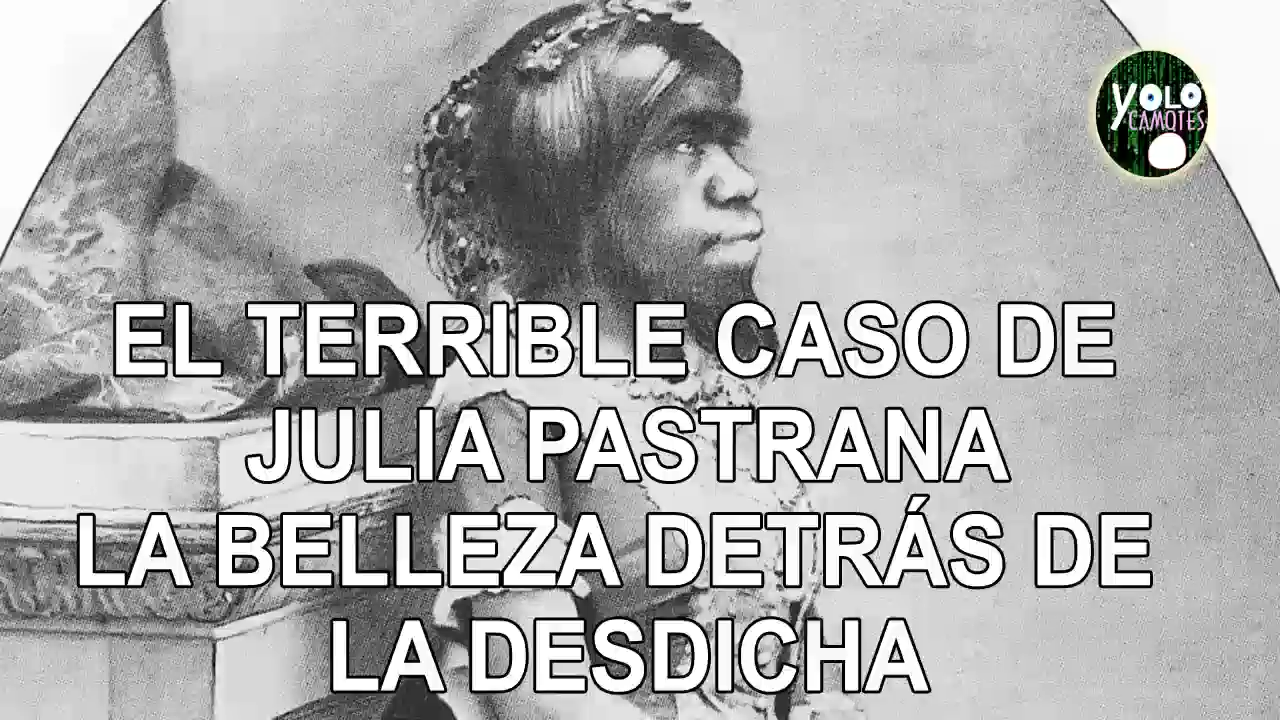 YOLO
CAMOTES
EL TERRIBLE CASO DE
JULIA PASTRANA
LA BELLEZA DETRÁS DE
LA DESDICHA